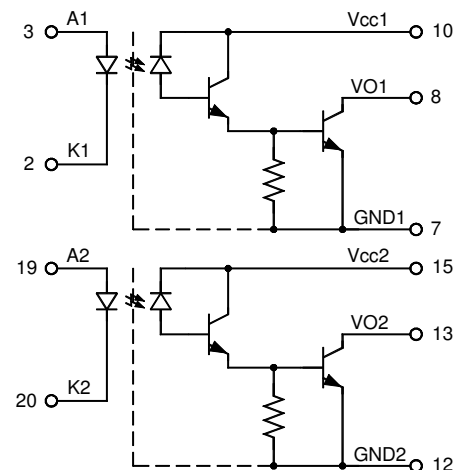 3 A1 Vcc1 10
VO1 8
2 K1
GND1 7
19 A2 Vcc2 15
VO2 13
20 K2
GND2 12